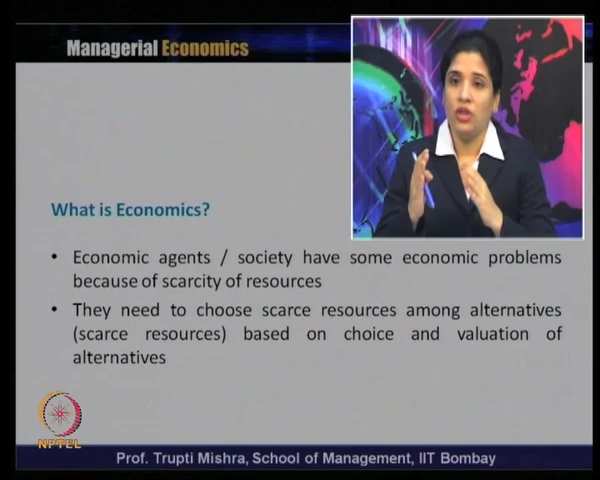 Managerial Economics
What is Economics?
• Economic agents / society have some economic problems
because of scarcity of resources
• They need to choose scarce resources among alternatives
(scarce resources) based on choice and valuation of
alternatives
NPTEL
Prof. Trupti Mishra, School of Management, IIT Bombay